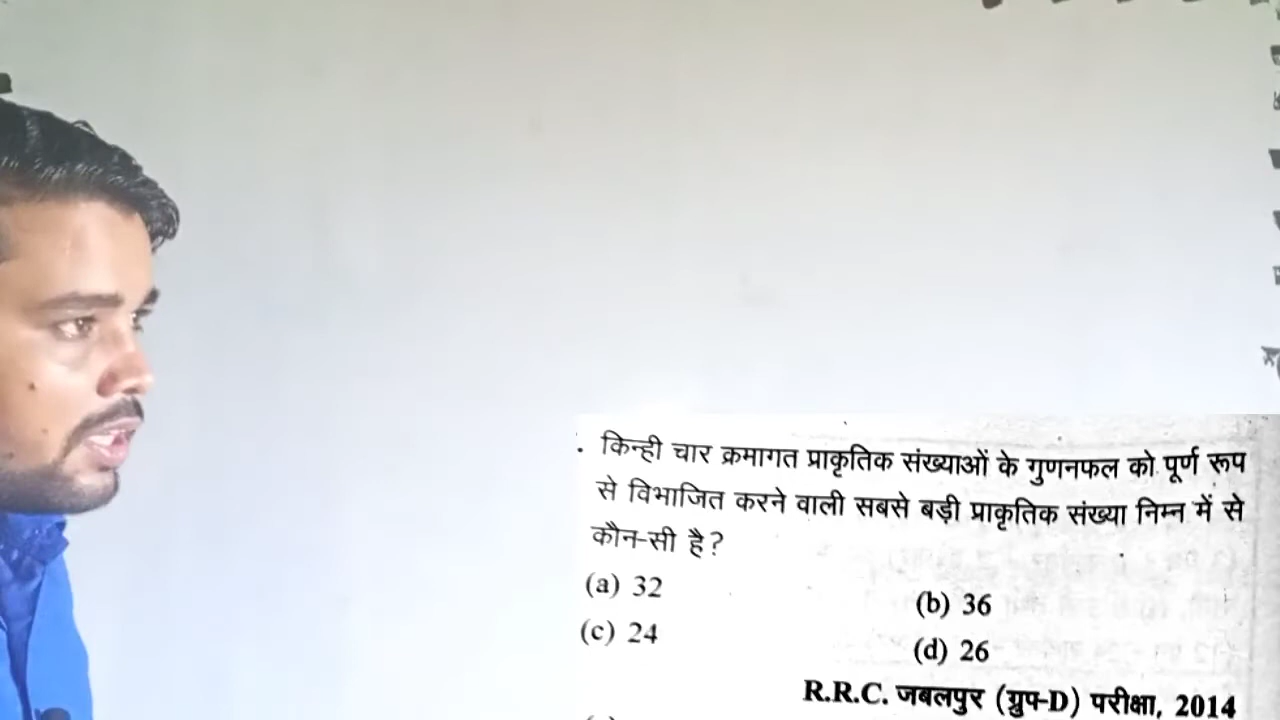 . किन्ही चार क्रमागत प्राकृतिक संख्याओं के गुणनफल को पूर्ण रूप
से विभाजित करने वाली सबसे बड़ी प्राकृतिक संख्या निम्न में से
कौन-सी है?
(a) 32
(b) 36
(c) 24
(d) 26
R.R.C. जबलपुर (ग्रुप-D) परीक्षा, 2014